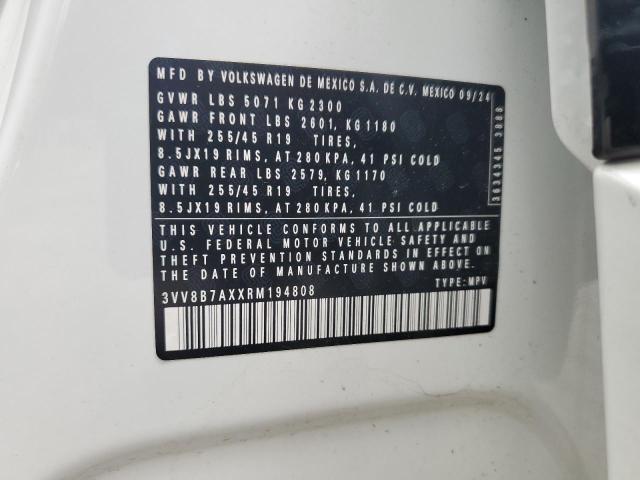 MFD BY VOLKSWAGEN DE MEXICO S.A. DE C.V. MEXICO 09/24
GVWR LBS 5071 KG 2300
GAWR FRONT LBS 2601, KG 1180
WITH 255/45 R19 TIRES,
8.5JX19 RIMS, AT 280 KPA, 41 PSI COLD
GAWR REAR LBS 2579, KG 1170
WITH 255/45 R19 TIRES,
8.5JX19 RIMS, AT 280 KPA, 41 PSI COLD
THIS VEHICLE CONFORMS TO ALL APPLICABLE
U.S. FEDERAL MOTOR VEHICLE SAFETY AND
THEFT PREVENTION STANDARDS IN EFFECT ON
THE DATE OF MANUFACTURE SHOWN ABOVE.
3VV8B7AXXRM194808 TYPE: MPV
3634345 3888